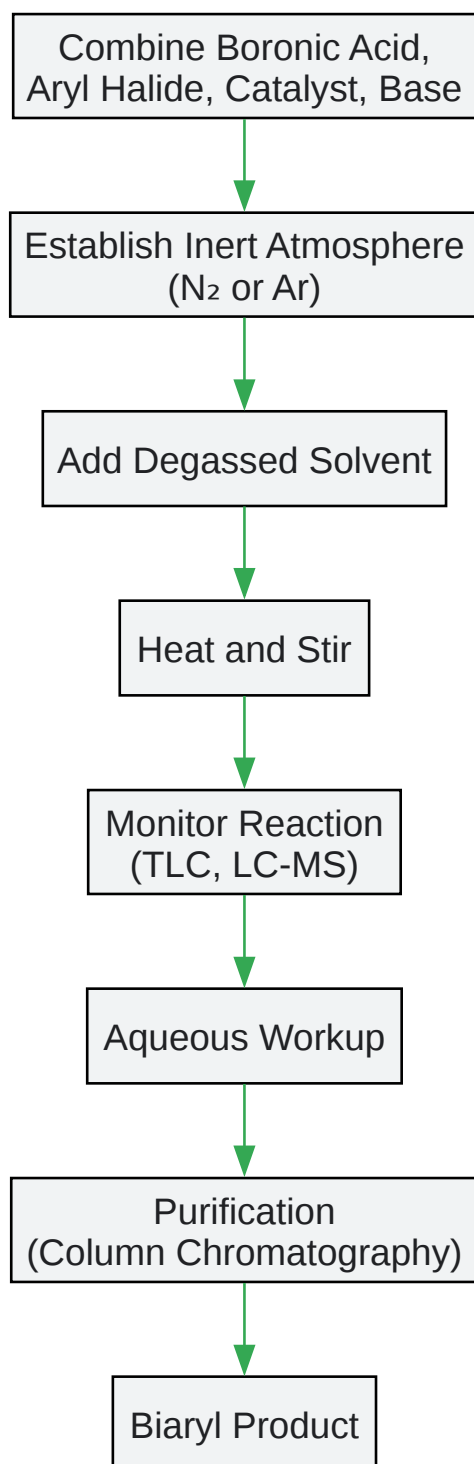 Combine Boronic Acid,
Aryl Halide, Catalyst, Base
Establish Inert Atmosphere
(N₂ or Ar)
Add Degassed Solvent
Heat and Stir
Monitor Reaction
(TLC, LC-MS)
Aqueous Workup
Purification
(Column Chromatography)
Biaryl Product